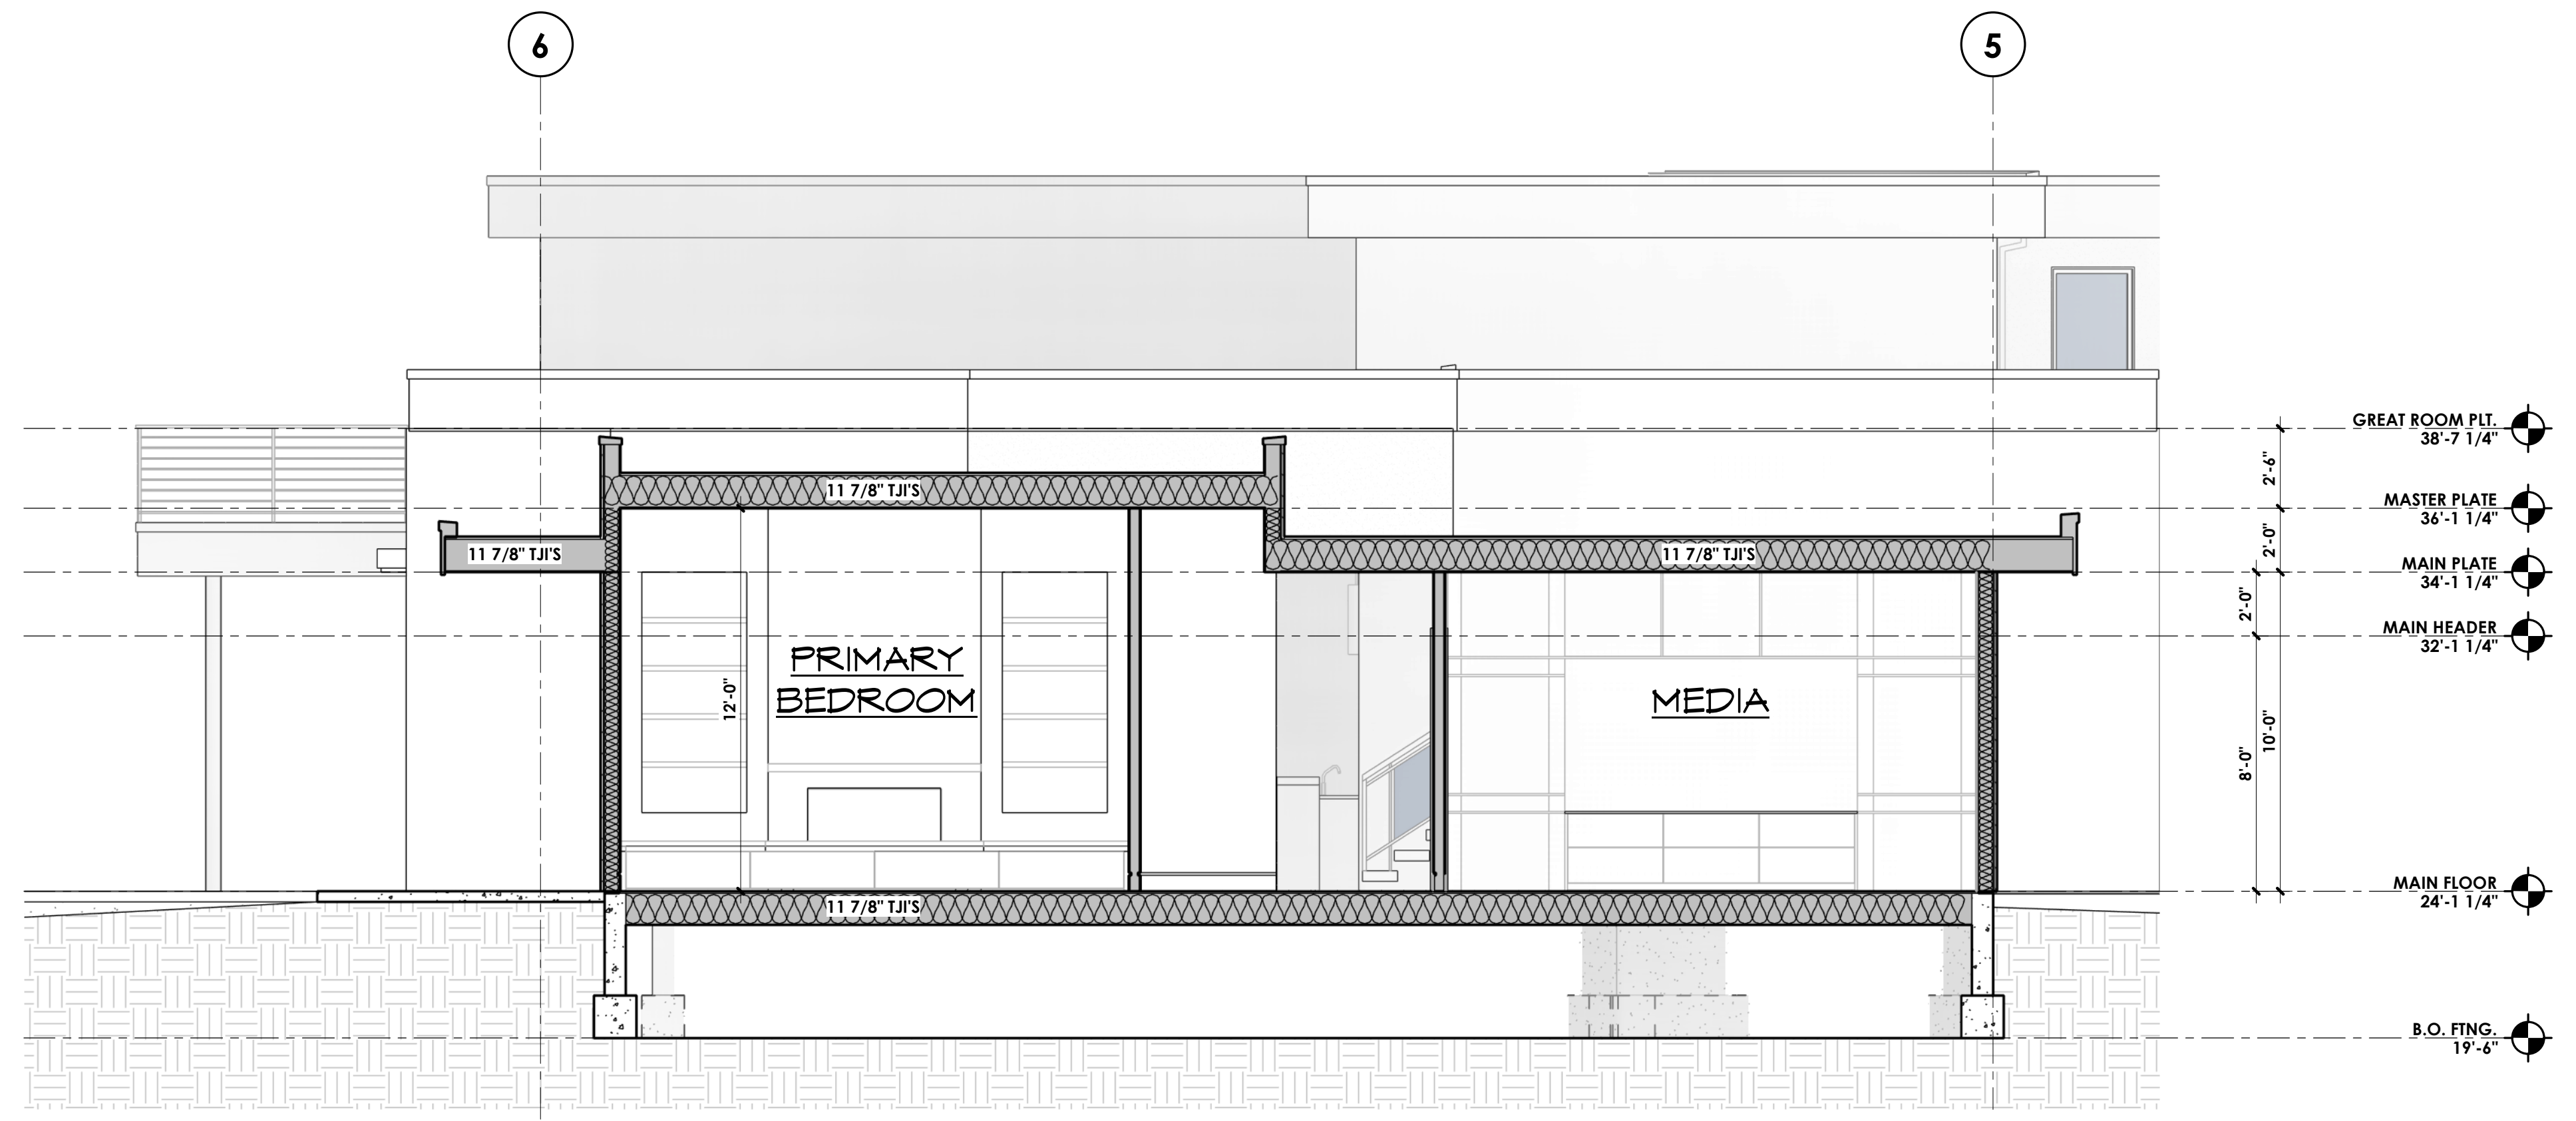 6
5
GREAT ROOM PLT.
38'-7 1/4"
2'-6"
11 7/8" TJI'S
MASTER PLATE
36'-1 1/4"
2'-0"
11 7/8" TJI'S
11 7/8" TJI'S
MAIN PLATE
34'-1 1/4"
2'-0"
MAIN HEADER
32'-1 1/4"
PRIMARY
BEDROOM
12'-0"
MEDIA
8'-0"
10'-0"
11 7/8" TJI'S
MAIN FLOOR
24'-1 1/4"
B.O. FTNG.
19'-6"